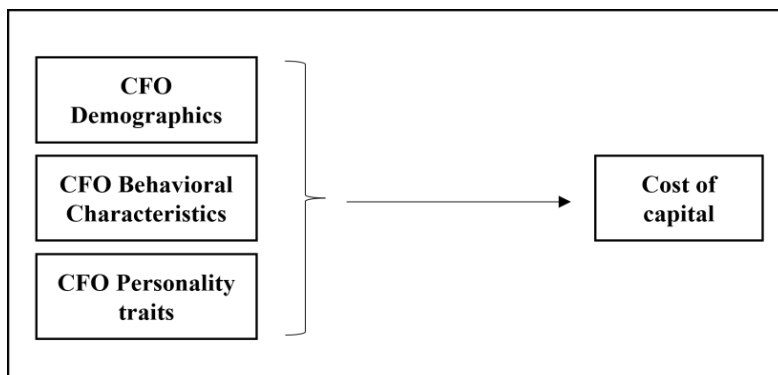 CFO
Demographics
CFO Behavioral
Characteristics
CFO Personality
traits
Cost of
capital